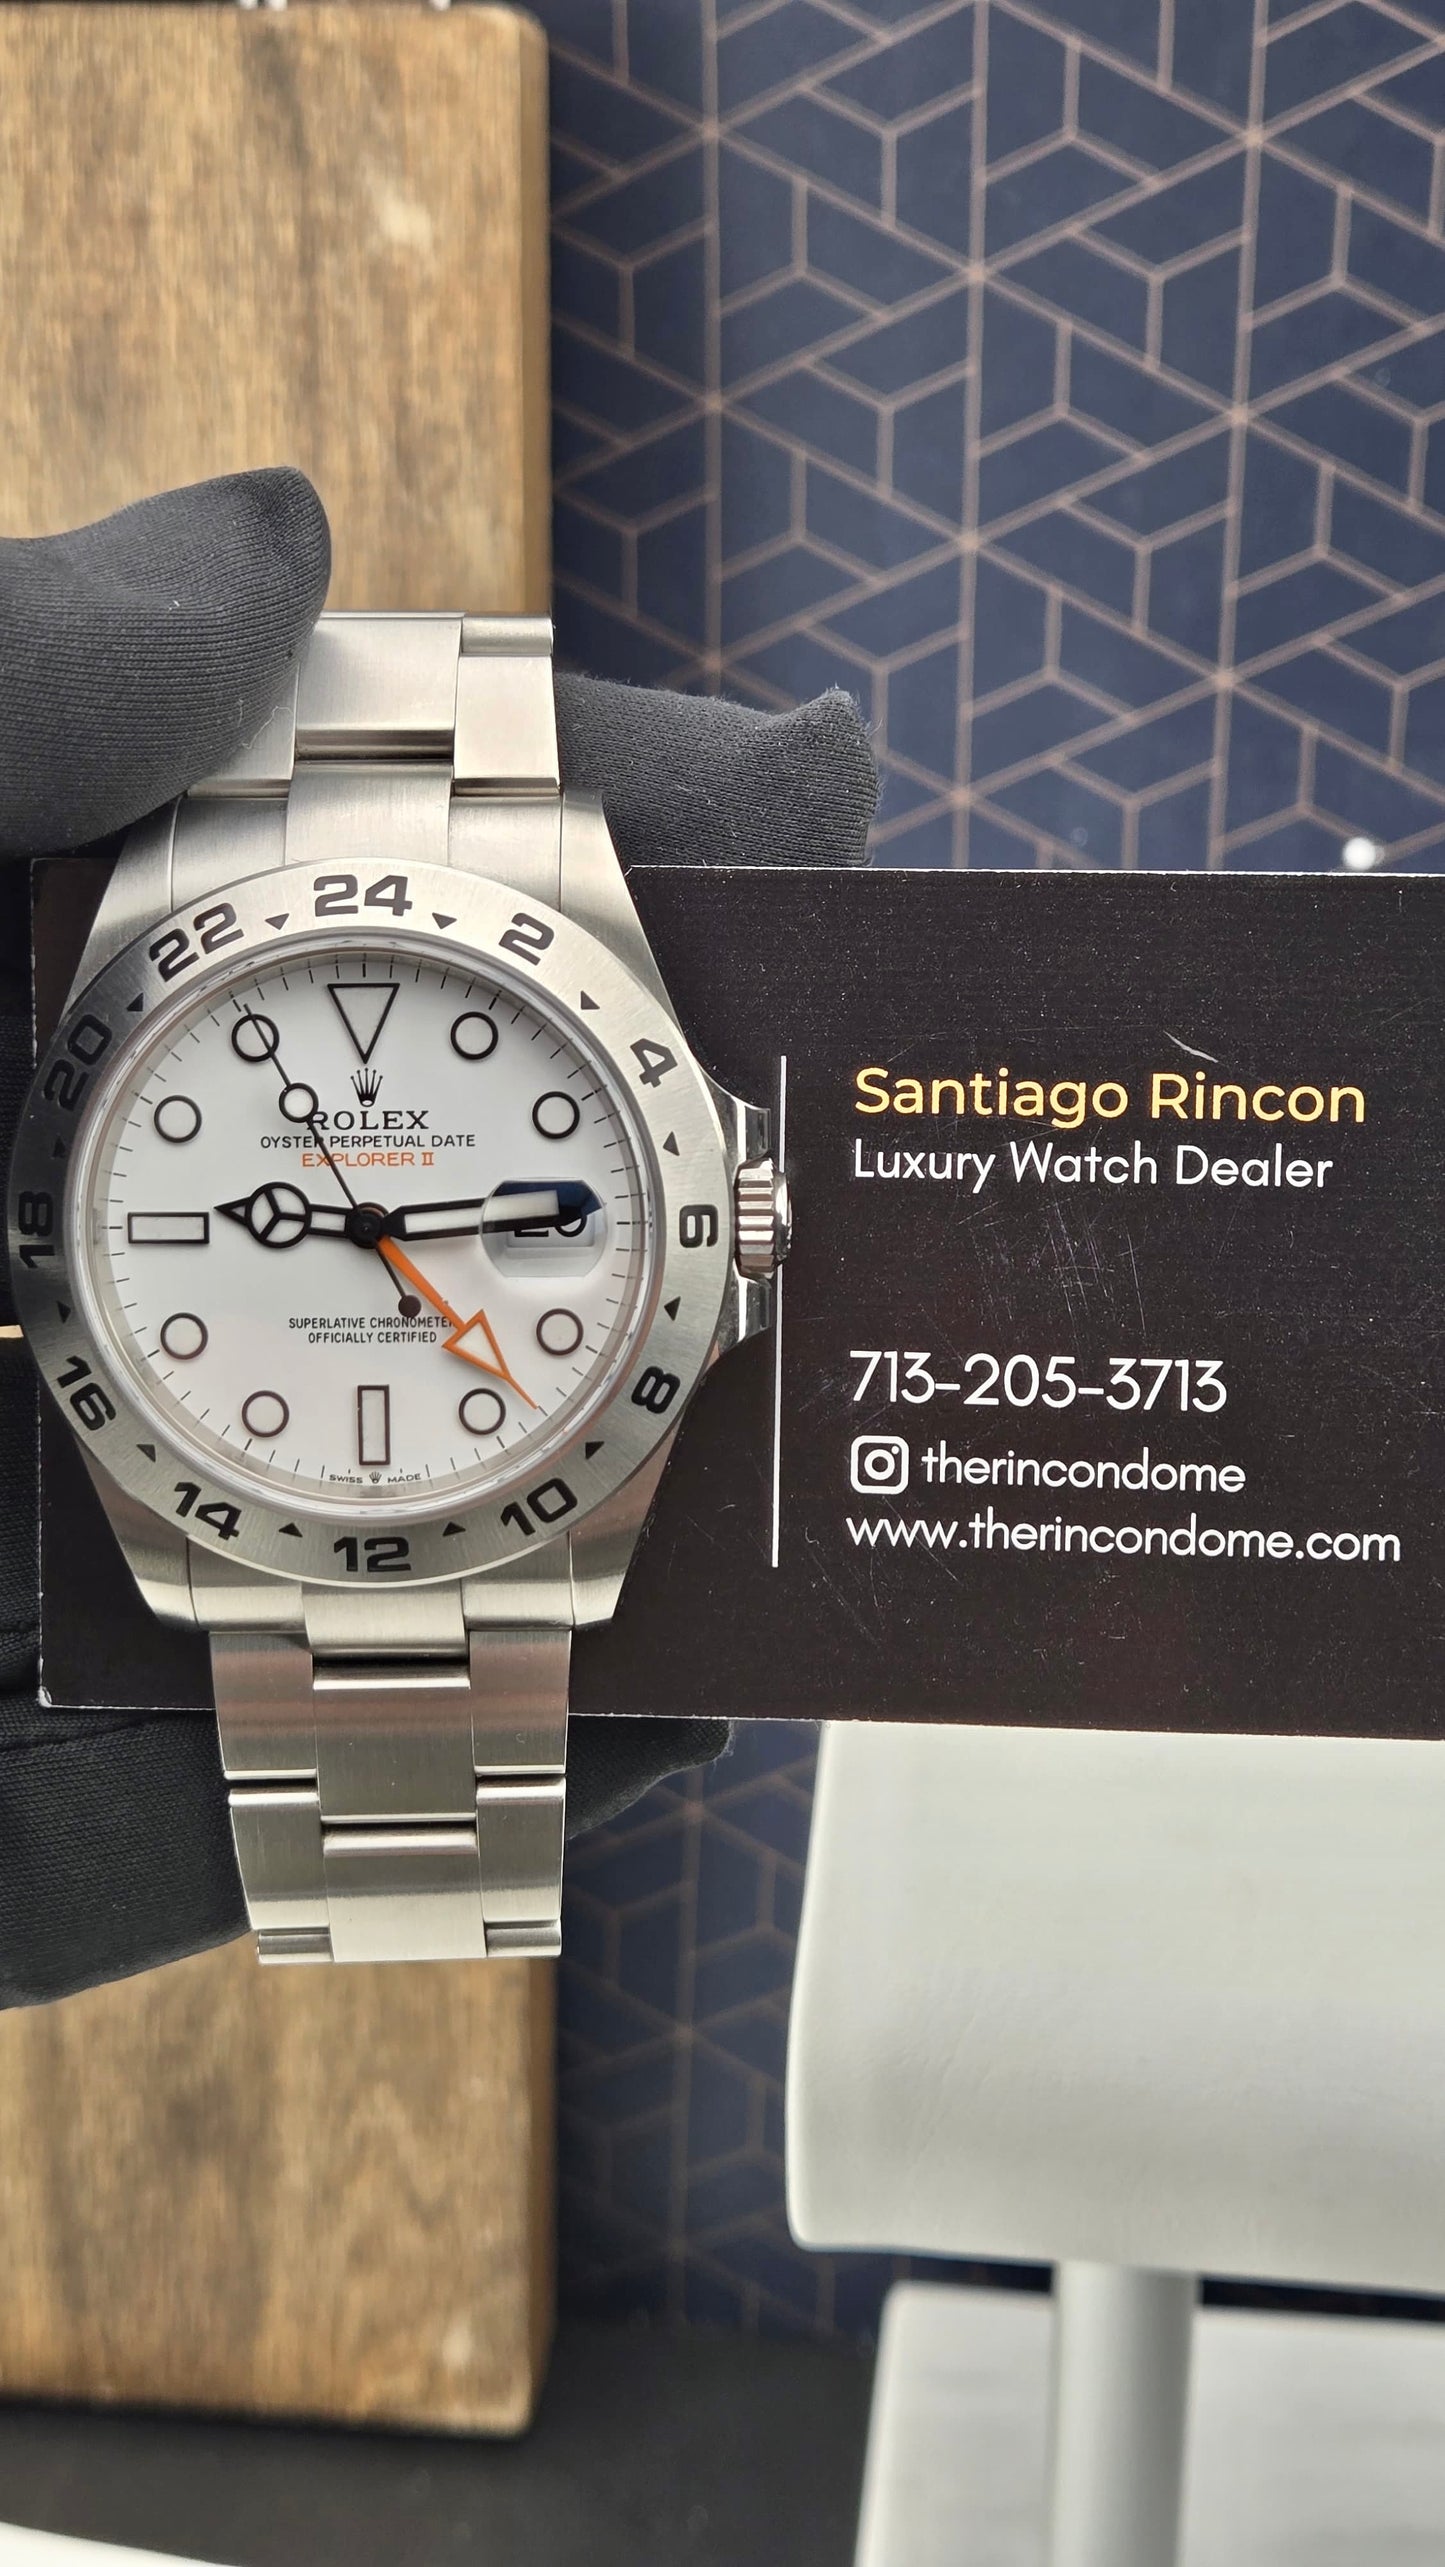 24
2
4
6
8
10
12
14
16
18
20
22
ROLEX
OYSTER PERPETUAL DATE
EXPLORER II
SUPERLATIVE CHRONOMETER
OFFICIALLY CERTIFIED
SWISS MADE
Santiago Rincon
Luxury Watch Dealer
713-205-3713
therincondome
www.therincondome.com